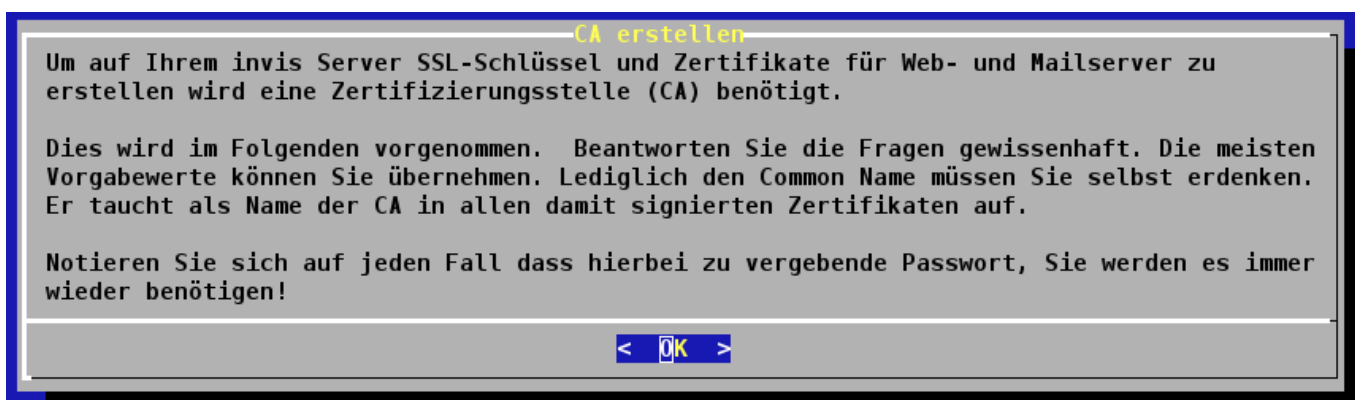 CA erstellen
Um auf Ihrem invis Server SSL-Schlüssel und Zertifikate für Web- und Mailserver zu
erstellen wird eine Zertifizierungsstelle (CA) benötigt.
Dies wird im Folgenden vorgenommen.  Beantworten Sie die Fragen gewissenhaft. Die meisten
Vorgabewerte können Sie übernehmen. Lediglich den Common Name müssen Sie selbst erdenken.
Er taucht als Name der CA in allen damit signierten Zertifikaten auf.
Notieren Sie sich auf jeden Fall dass hierbei zu vergebende Passwort, Sie werden es immer
wieder benötigen!
<  OK  >